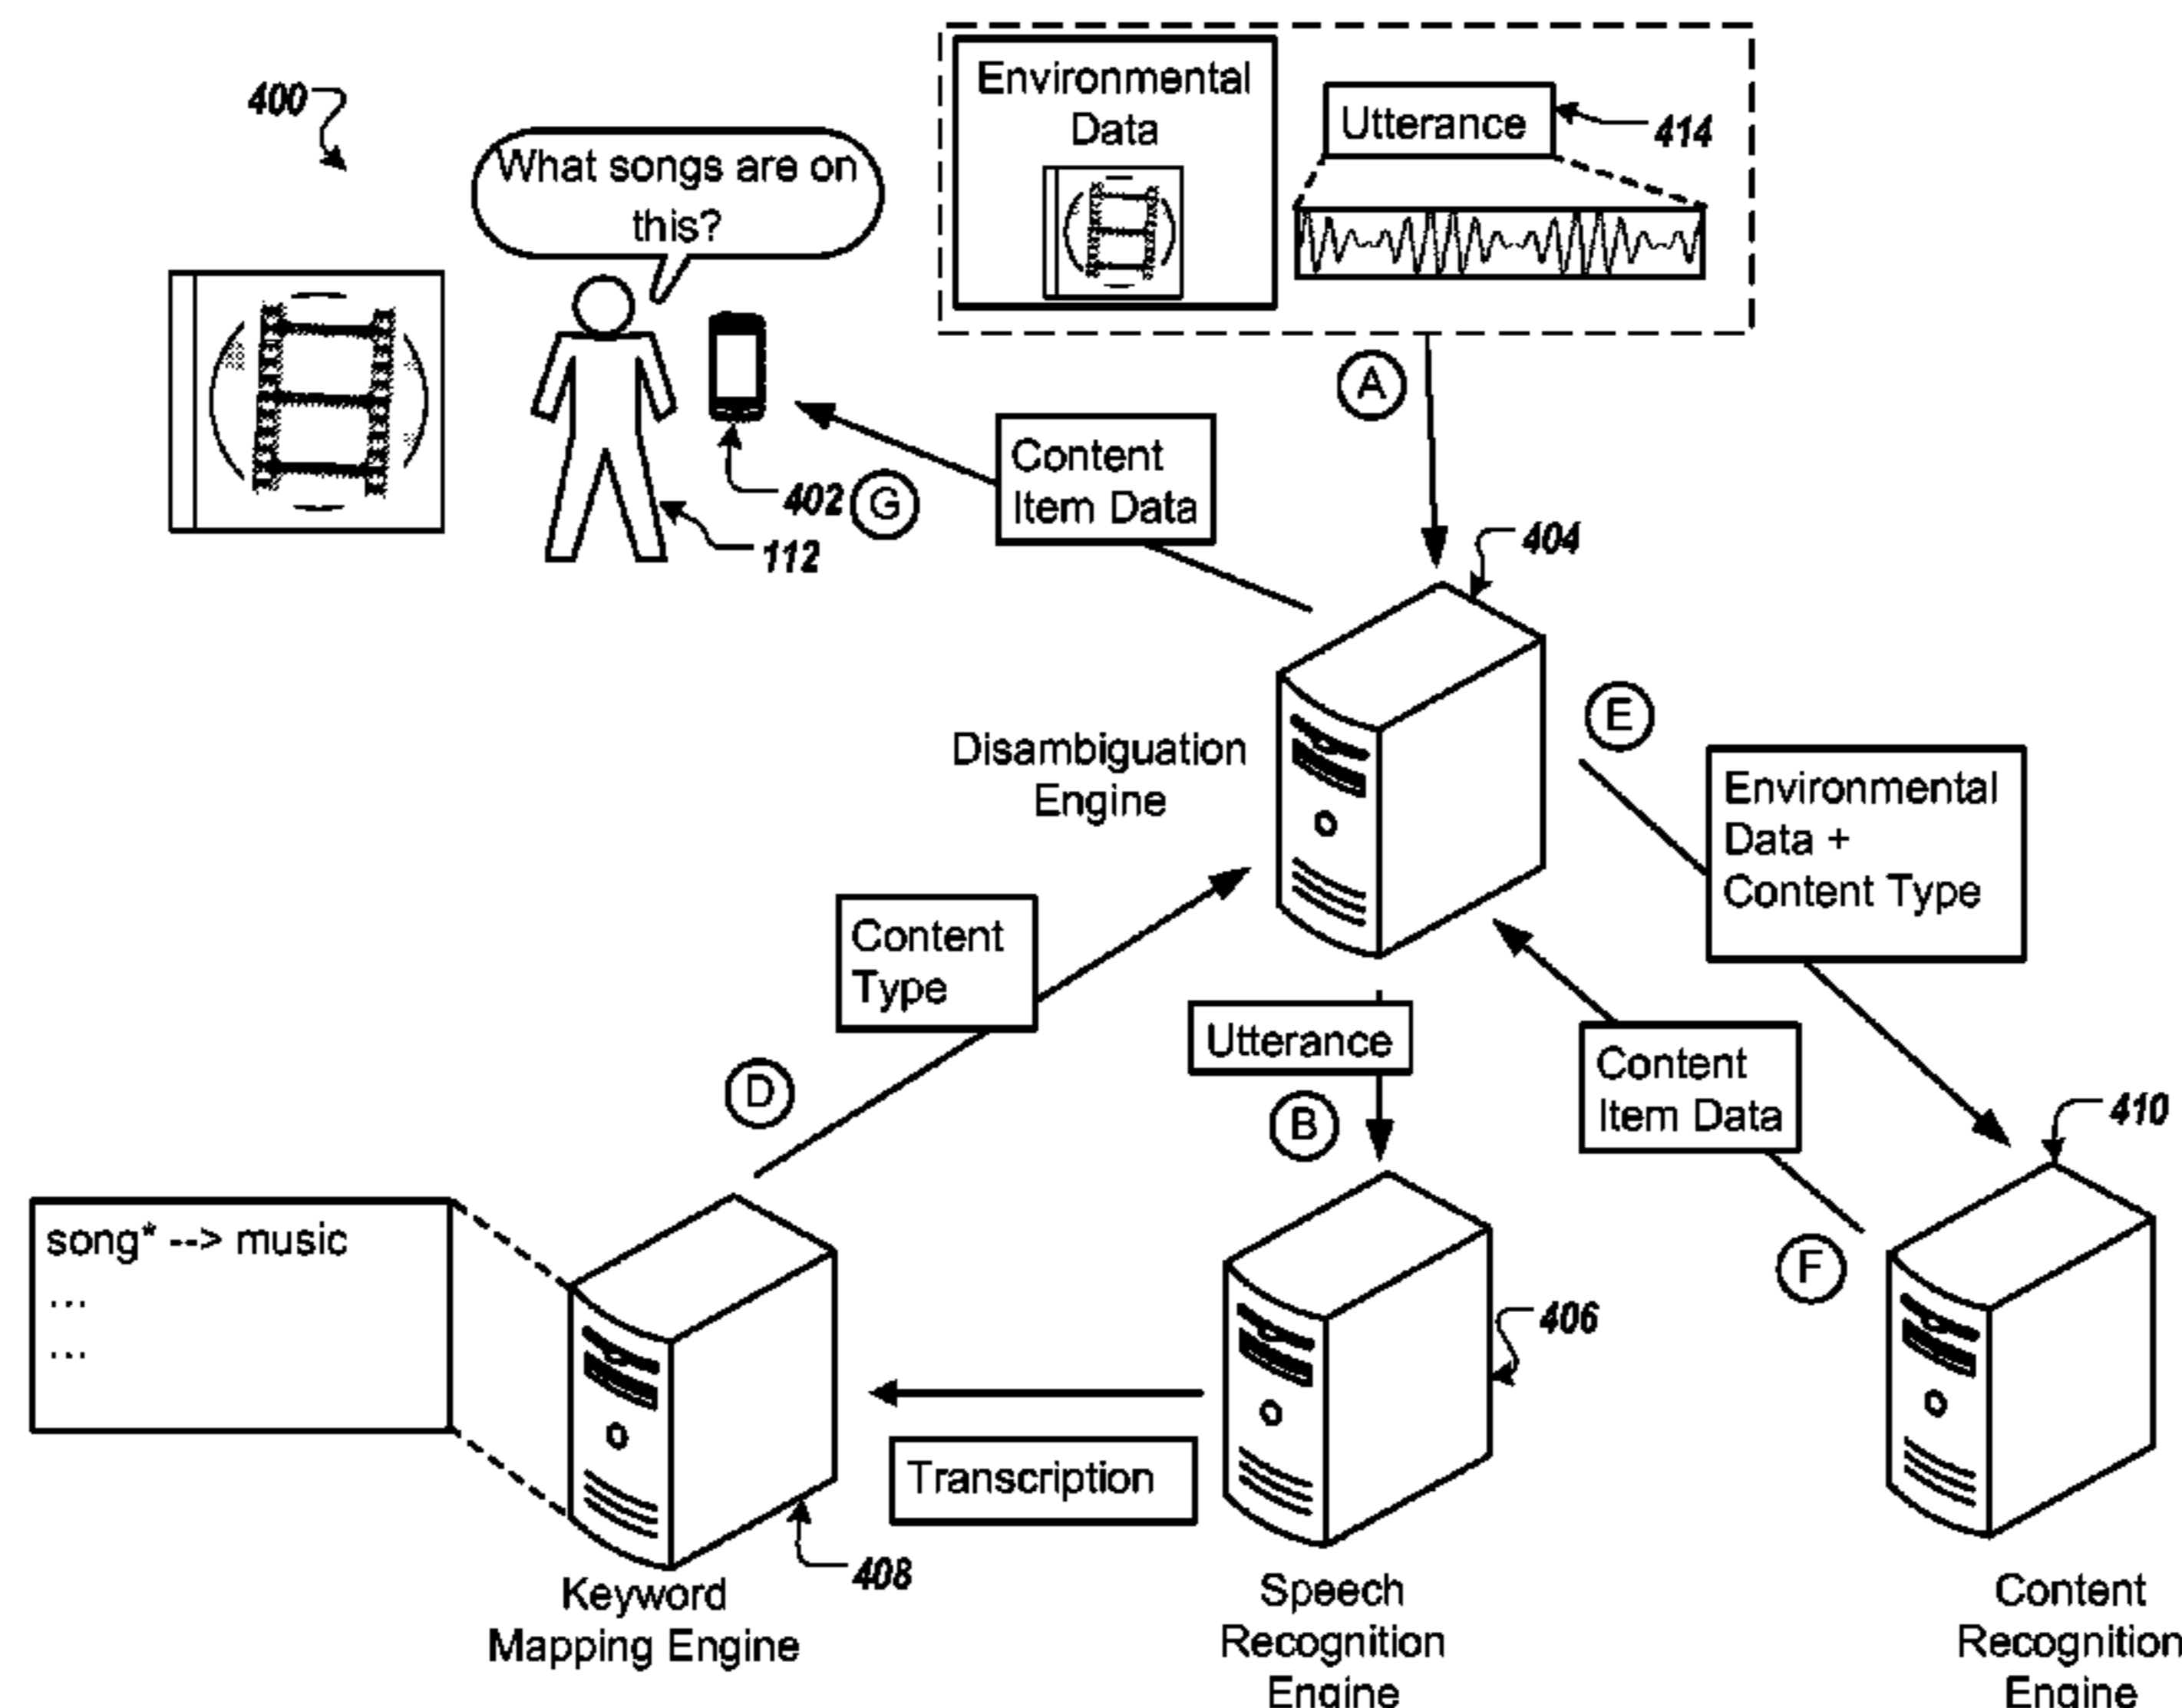 400
What songs are on
this?
Environmental
Data
Utterance
414
A
Content
Item Data
402
G
112
404
Disambiguation
Engine
E
Environmental
Data +
Content Type
Content
Type
D
Utterance
B
Content
Item Data
410
F
song* --> music
...
...
406
Transcription
408
Keyword
Mapping Engine
Speech
Recognition
Engine
Content
Recognition
Engine